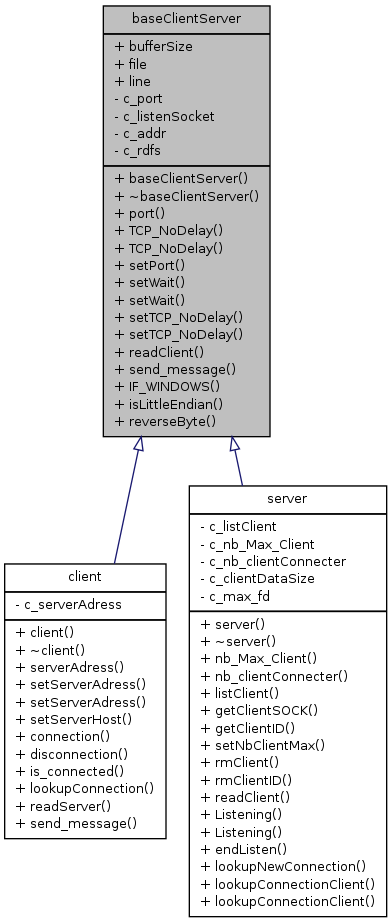 baseClientServer
+ bufferSize
+ file
+ line
- c_port
- c_listenSocket
- c_addr
- c_rdfs
+ baseClientServer()
+ ~baseClientServer()
+ port()
+ TCP_NoDelay()
+ TCP_NoDelay()
+ setPort()
+ setWait()
+ setWait()
+ setTCP_NoDelay()
+ setTCP_NoDelay()
+ readClient()
+ send_message()
+ IF_WINDOWS()
+ isLittleEndian()
+ reverseByte()
client
- c_serverAdress
+ client()
+ ~client()
+ serverAdress()
+ setServerAdress()
+ setServerAdress()
+ setServerHost()
+ connection()
+ disconnection()
+ is_connected()
+ lookupConnection()
+ readServer()
+ send_message()
server
- c_listClient
- c_nb_Max_Client
- c_nb_clientConnecter
- c_clientDataSize
- c_max_fd
+ server()
+ ~server()
+ nb_Max_Client()
+ nb_clientConnecter()
+ listClient()
+ getClientSOCK()
+ getClientID()
+ setNbClientMax()
+ rmClient()
+ rmClientID()
+ readClient()
+ Listening()
+ Listening()
+ endListen()
+ lookupNewConnection()
+ lookupConnectionClient()
+ lookupConnectionClient()